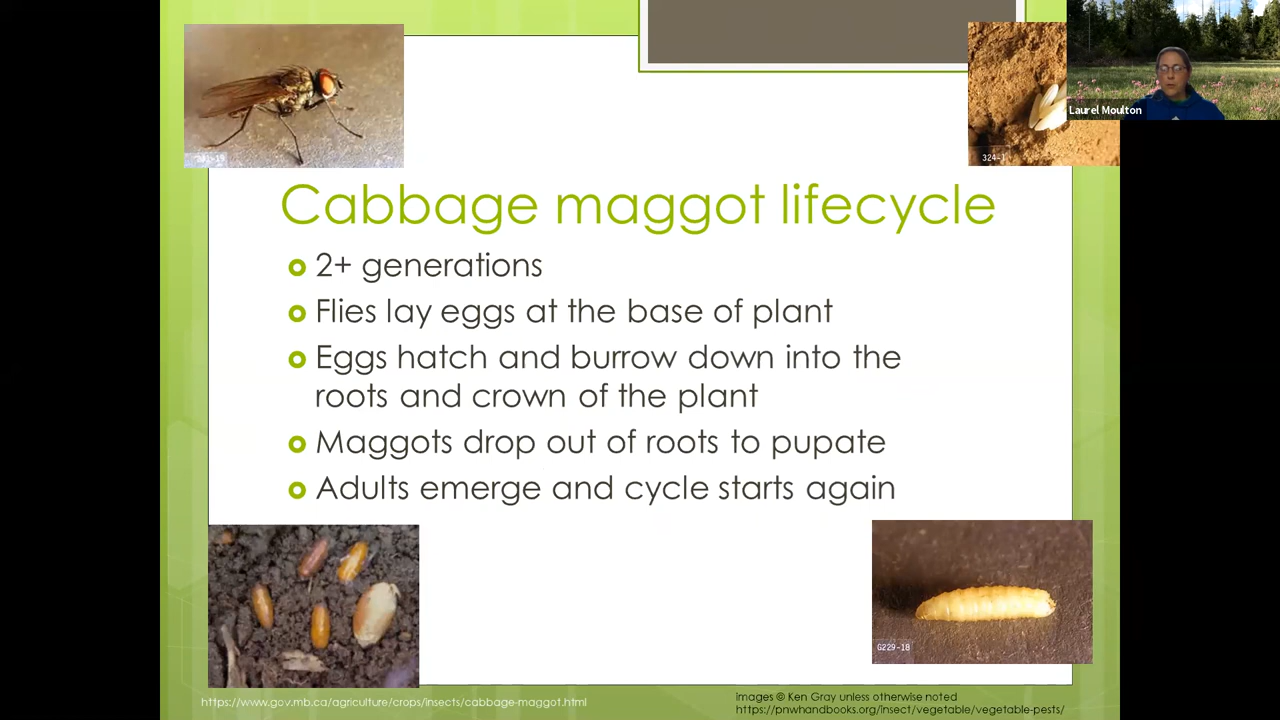 Laurel Moulton
324-1
Cabbage maggot lifecycle
2+ generations
Flies lay eggs at the base of plant
Eggs hatch and burrow down into the
roots and crown of the plant
Maggots drop out of roots to pupate
Adults emerge and cycle starts again
G229-18
https://www.gov.mb.ca/agriculture/crops/insects/cabbage-maggot.html
images © Ken Gray unless otherwise noted
https://pnwhandbooks.org/insect/vegetable/vegetable-pests/